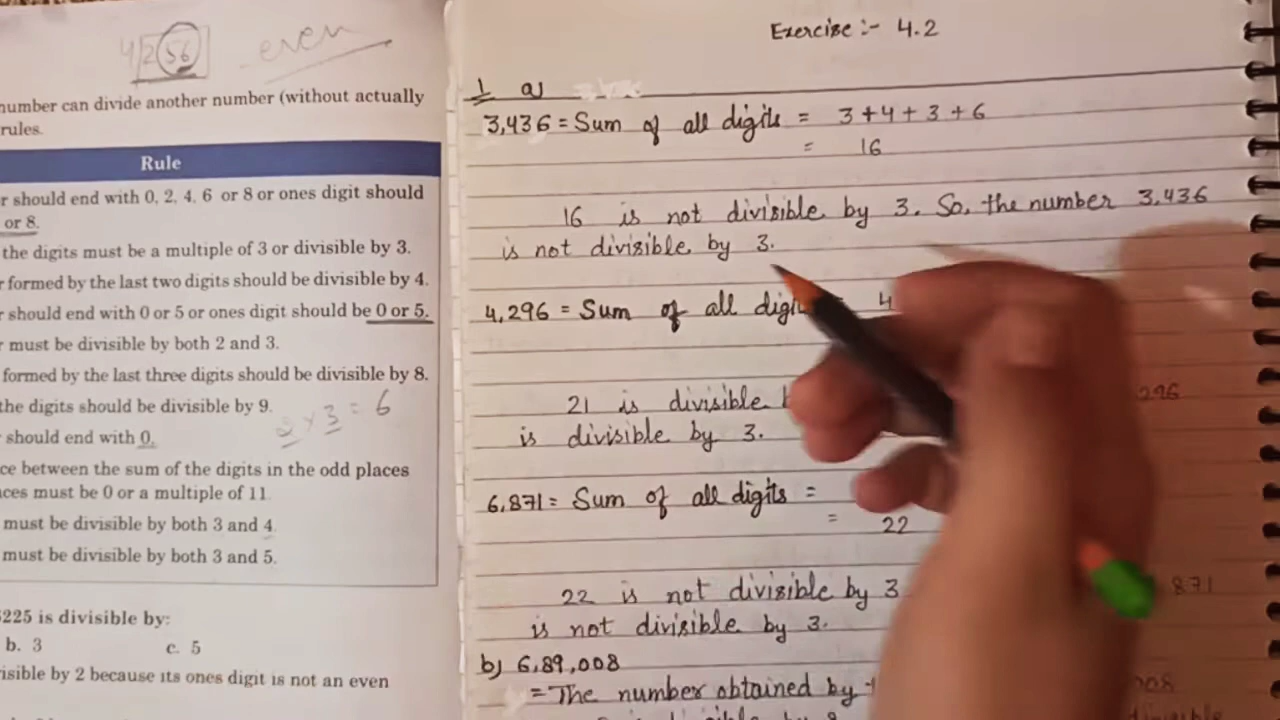 4 2 56 even
number can divide another number (without actually
rules.
Rule
r should end with 0, 2, 4, 6 or 8 or ones digit should
or 8.
the digits must be a multiple of 3 or divisible by 3.
r formed by the last two digits should be divisible by 4.
r should end with 0 or 5 or ones digit should be 0 or 5.
r must be divisible by both 2 and 3.
formed by the last three digits should be divisible by 8.
the digits should be divisible by 9.
2 × 3 = 6
should end with 0.
ce between the sum of the digits in the odd places
aces must be 0 or a multiple of 11
must be divisible by both 3 and 4.
must be divisible by both 3 and 5.
5225 is divisible by:
b. 3 c. 5
isible by 2 because its ones digit is not an even
Exercise :- 4.2
1 a)
3,436 = Sum of all digits = 3+4+3+6
= 16
16 is not divisible by 3. So, the number 3,436
is not divisible by 3.
4,296 = Sum of all digi = 4
21 is divisible b 296
is divisible by 3.
6,871 = Sum of all digits =
= 22
22 is not divisible by 3 871
is not divisible by 3.
b) 6,89,008
= The number obtained by t 008